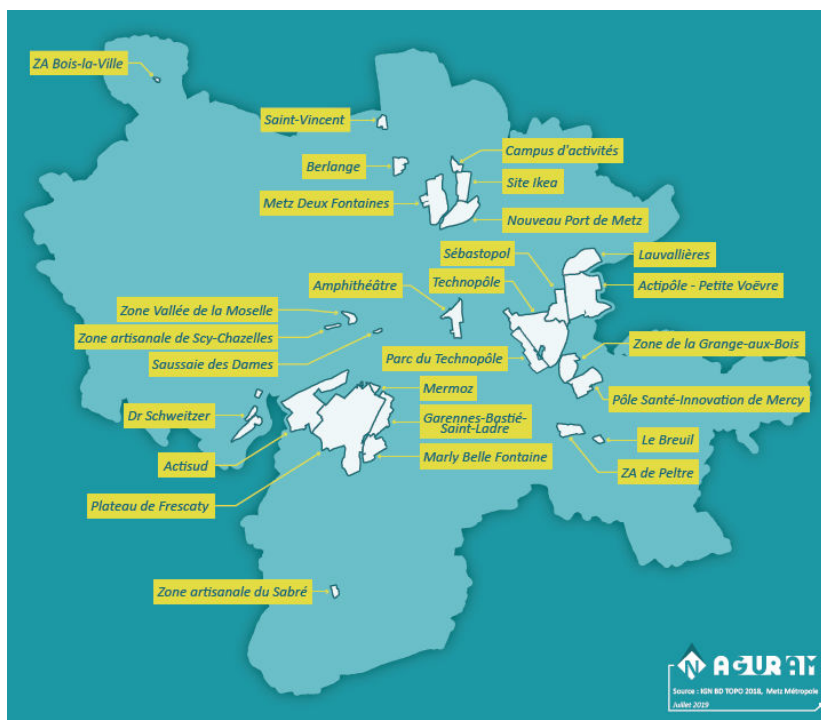 ZA Bois-la-Ville
Saint-Vincent
Campus d'activités
Berlange
Site Ikea
Metz Deux Fontaines
Nouveau Port de Metz
Sébastopol
Lauvallières
Technopôle
Amphithéâtre
Actipôle - Petite Voëvre
Zone Vallée de la Moselle
Zone artisanale de Scy-Chazelles
Zone de la Grange-aux-Bois
Saussaie des Dames
Parc du Technopôle
Mermoz
Pôle Santé-Innovation de Mercy
Dr Schweitzer
Garennes-Bastié-
Saint-Ladre
Le Breuil
Marly Belle Fontaine
Actisud
ZA de Peltre
Plateau de Frescaty
Zone artisanale du Sabré
AGURAM
Source : IGN BD TOPO 2018, Metz Métropole
Juillet 2019